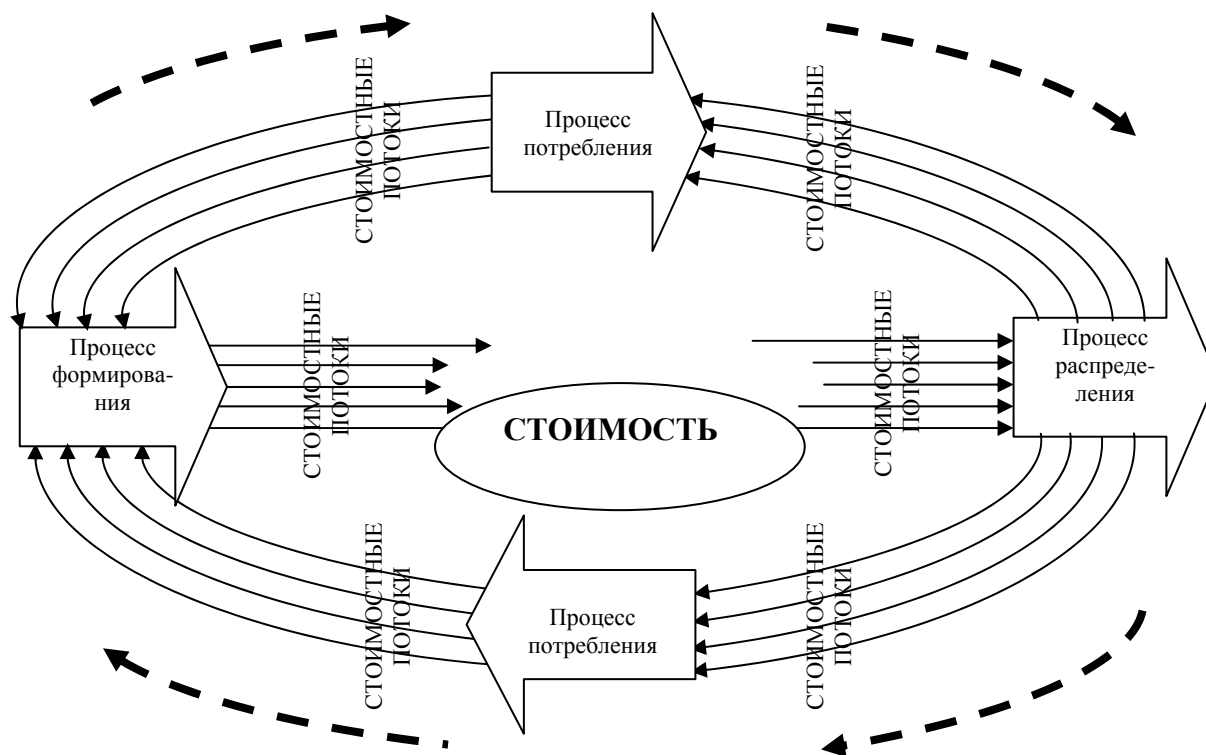 СТОИМОСТНЫЕ
ПОТОКИ
Процесс
потребления
СТОИМОСТНЫЕ
ПОТОКИ
Процесс
формирова-
ния
СТОИМОСТНЫЕ
ПОТОКИ
СТОИМОСТЬ
СТОИМОСТНЫЕ
ПОТОКИ
Процесс
распреде-
ления
СТОИМОСТНЫЕ
ПОТОКИ
Процесс
потребления
СТОИМОСТНЫЕ
ПОТОКИ